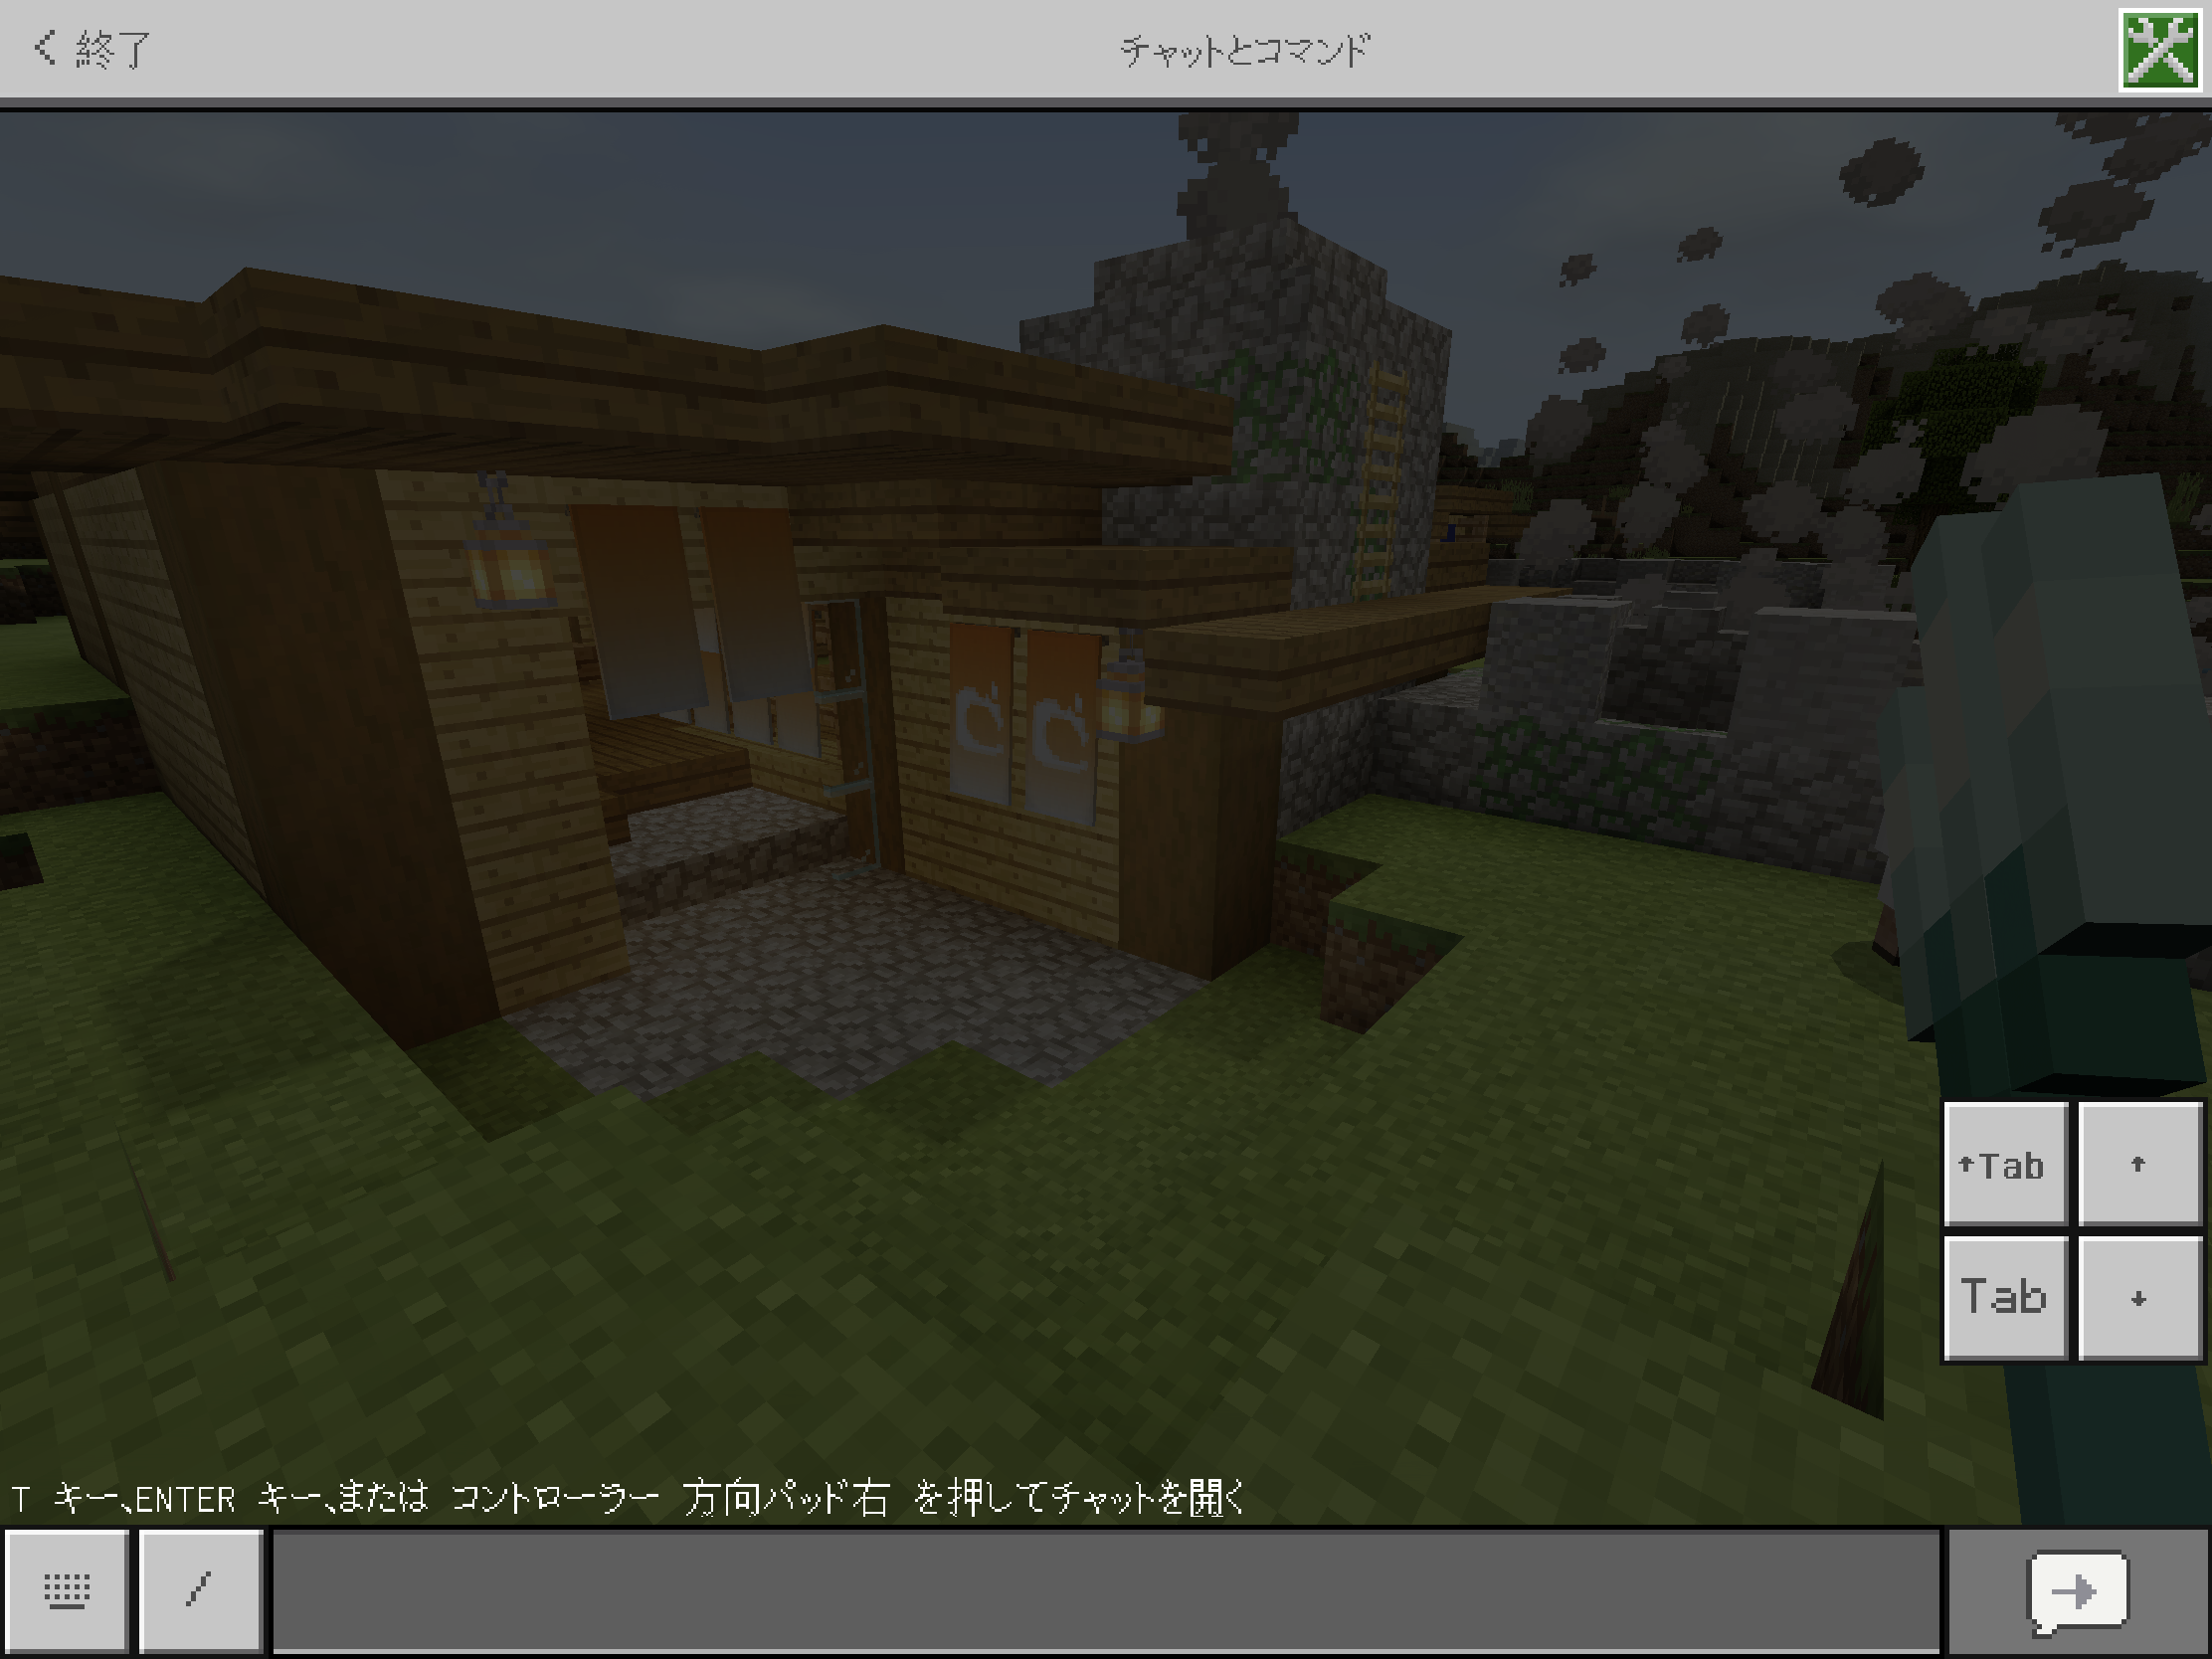 終了
チャットとコマンド
↑Tab
↑
Tab
↓
T キー、ENTER キー、または コントローラー 方向パッド右 を押してチャットを開く
/